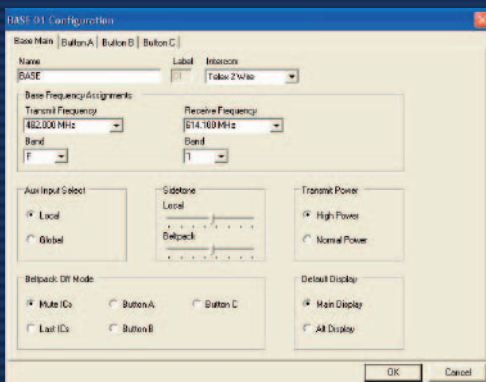 BASE 01 Configuration
Base Main Button A Button B Button C
Name Label Intercom
BASE 01 Telex 2 Wire
Base Frequency Assignments
Transmit Frequency Receive Frequency
482.000 MHz 614.100 MHz
Band Band
F 1
Aux Input Select Sidetone Transmit Power
Local Local High Power
Global Beltpack Normal Power
Beltpack Off Mode Default Display
Mute ICs Button A Button C Main Display
Last ICs Button B Alt Display
OK Cancel